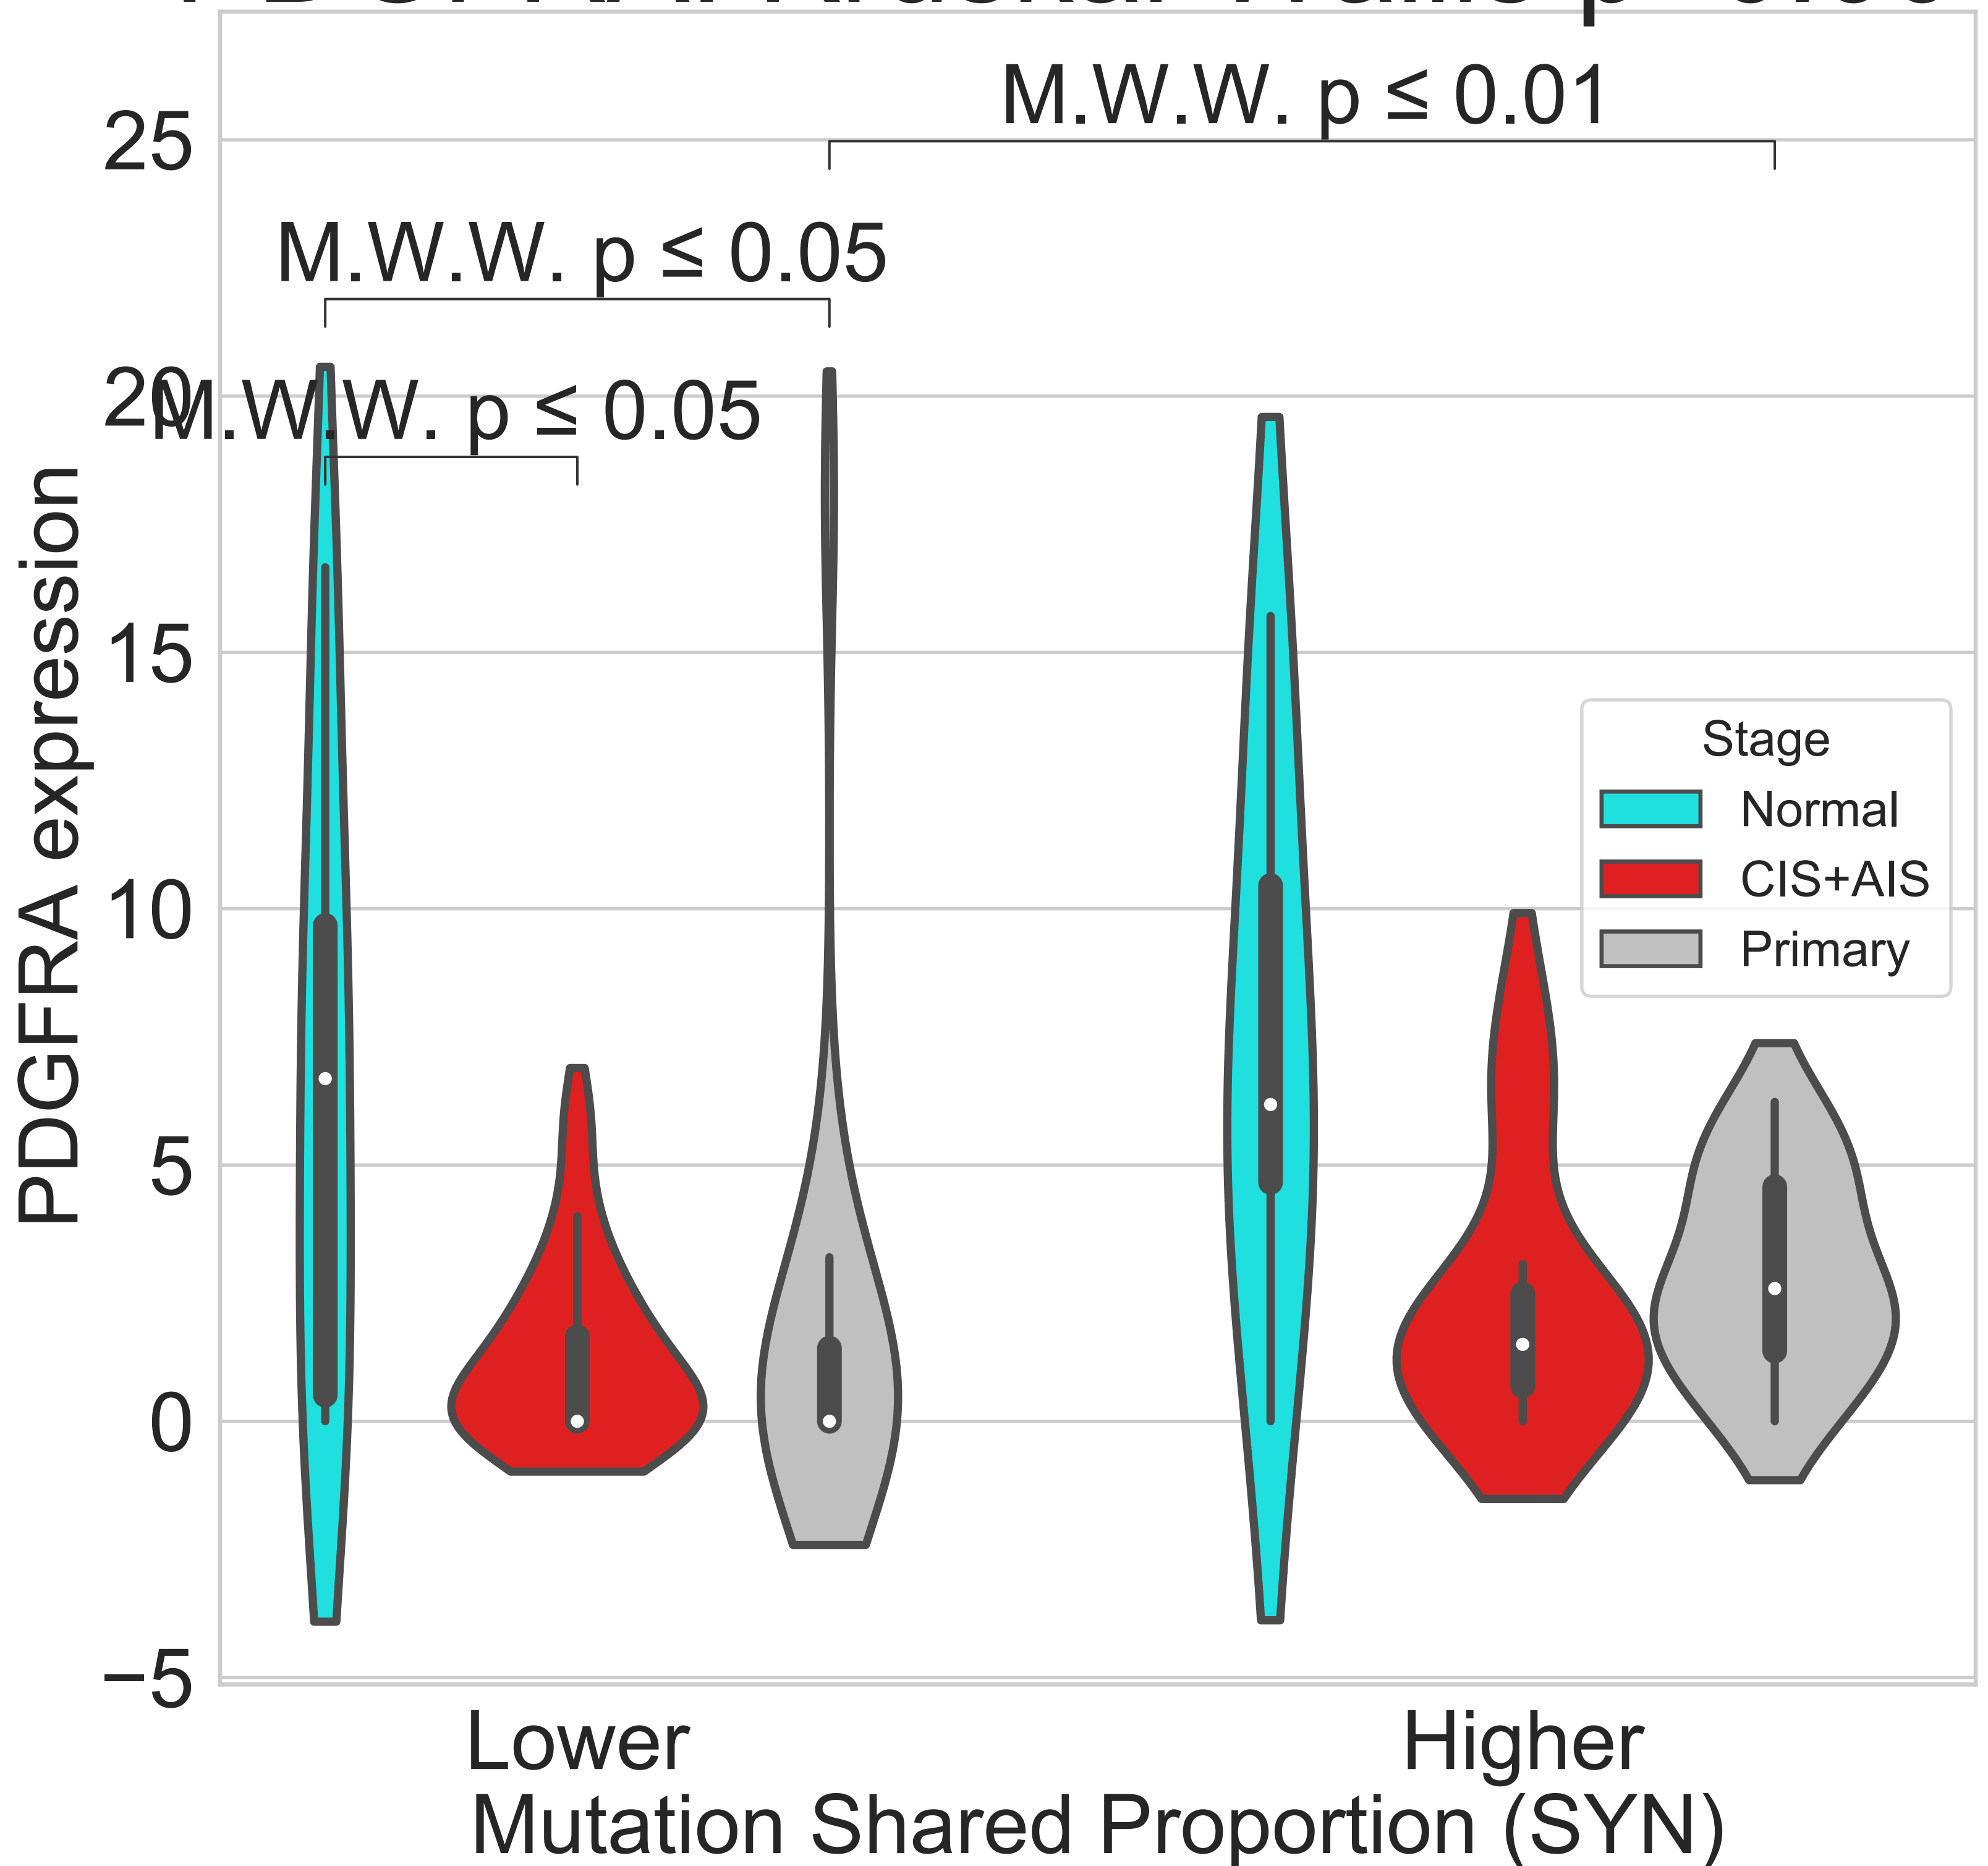 M.W.W. p ≤ 0.01
M.W.W. p ≤ 0.05
M.W.W. p ≤ 0.05
25
20
15
10
5
0
−5
PDGFRA expression
Stage
Normal
CIS+AIS
Primary
Lower
Higher
Mutation Shared Proportion (SYN)